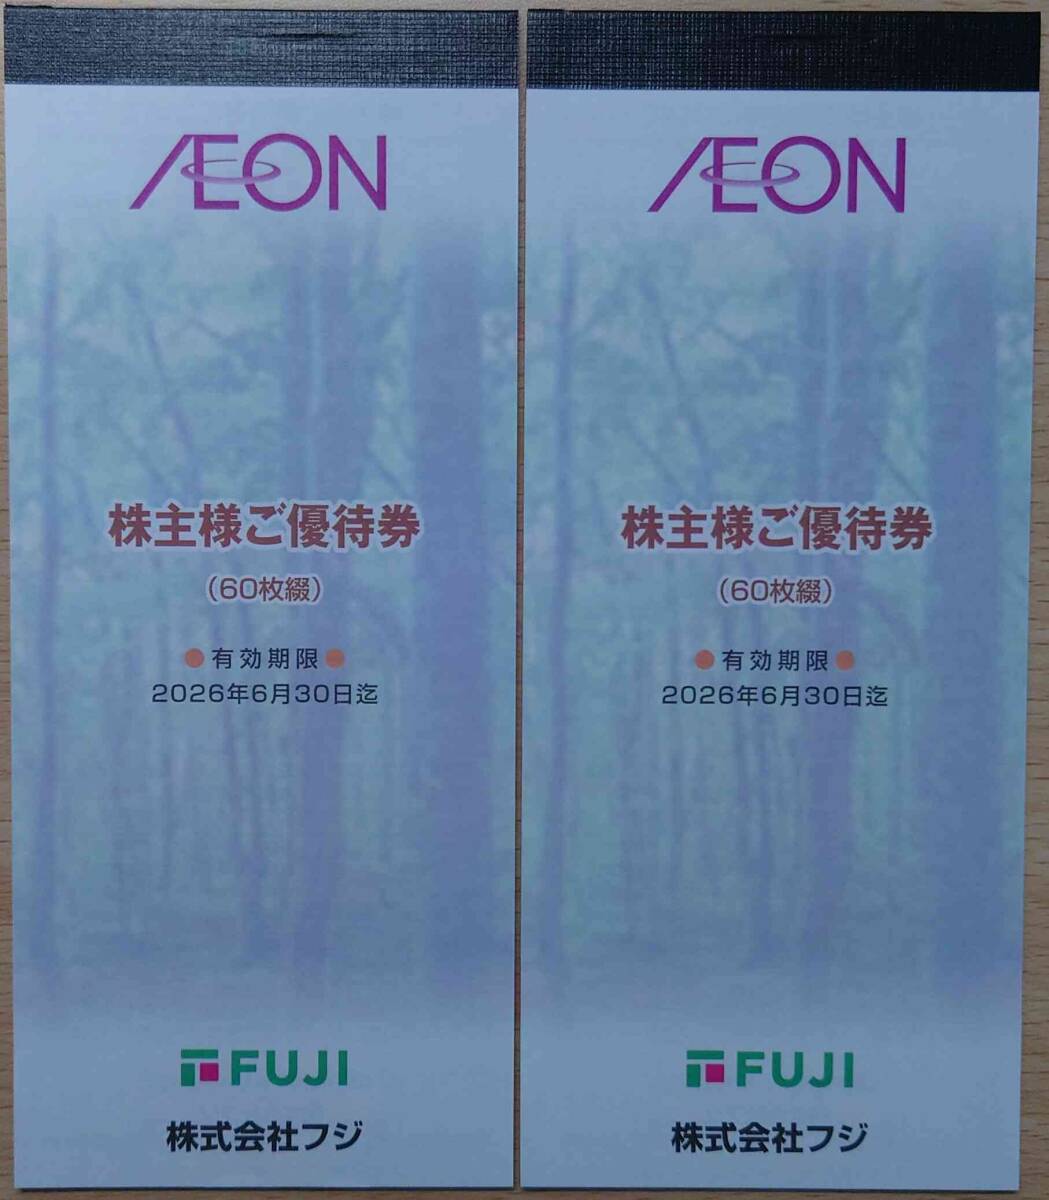 ÆON
株主様ご優待券
(60枚綴)
●有効期限●
2026年6月30日迄
FUJI
株式会社フジ
ÆON
株主様ご優待券
(60枚綴)
●有効期限●
2026年6月30日迄
FUJI
株式会社フジ